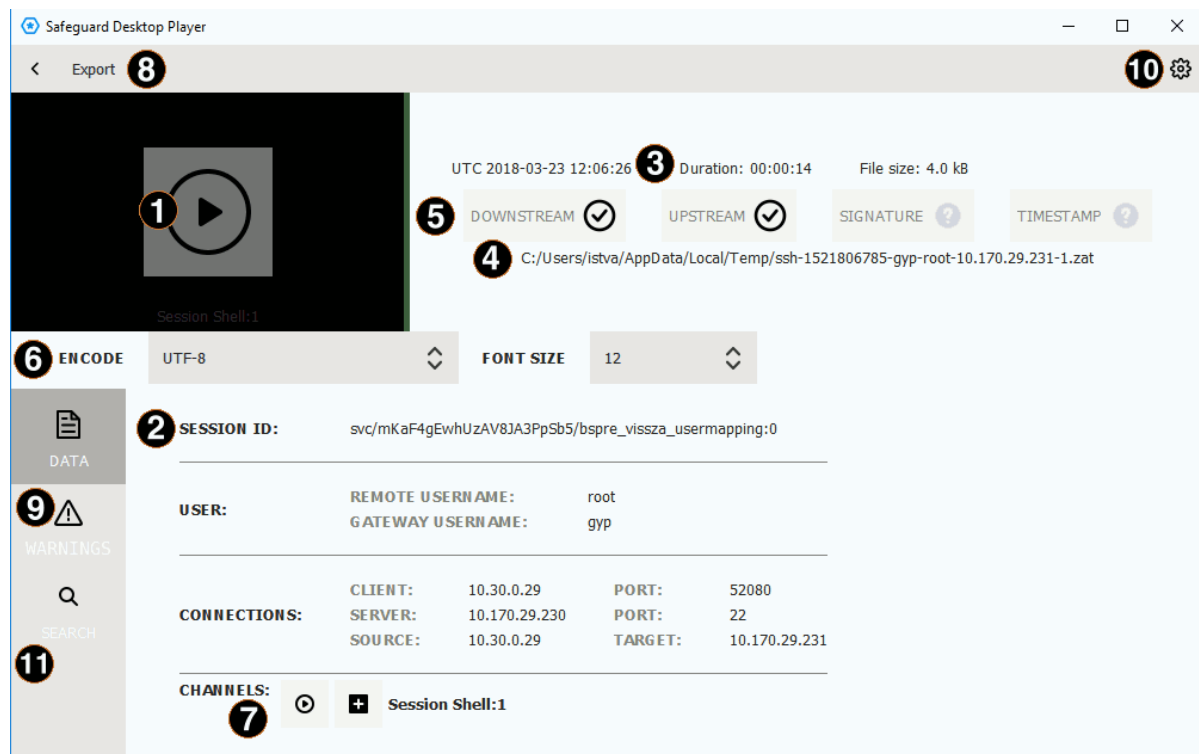 Safeguard Desktop Player
Export 8 10
UTC 2018-03-23 12:06:26 3 Duration: 00:00:14 File size: 4.0 kB
1 5 DOWNSTREAM UPSTREAM SIGNATURE ? TIMESTAMP ?
4 C:/Users/istva/AppData/Local/Temp/ssh-1521806785-gyp-root-10.170.29.231-1.zat
Session Shell:1
6 ENCODE UTF-8 FONT SIZE 12
2 SESSION ID: svc/mKaF4gEwhUzAV8JA3PpSb5/bspre_vissza_usermapping:0
DATA
USER: REMOTE USERNAME: root
GATEWAY USERNAME: gyp
9
WARNINGS
CONNECTIONS: CLIENT: 10.30.0.29 PORT: 52080
SERVER: 10.170.29.230 PORT: 22
SOURCE: 10.30.0.29 TARGET: 10.170.29.231
SEARCH
11
CHANNELS: Session Shell:1
7